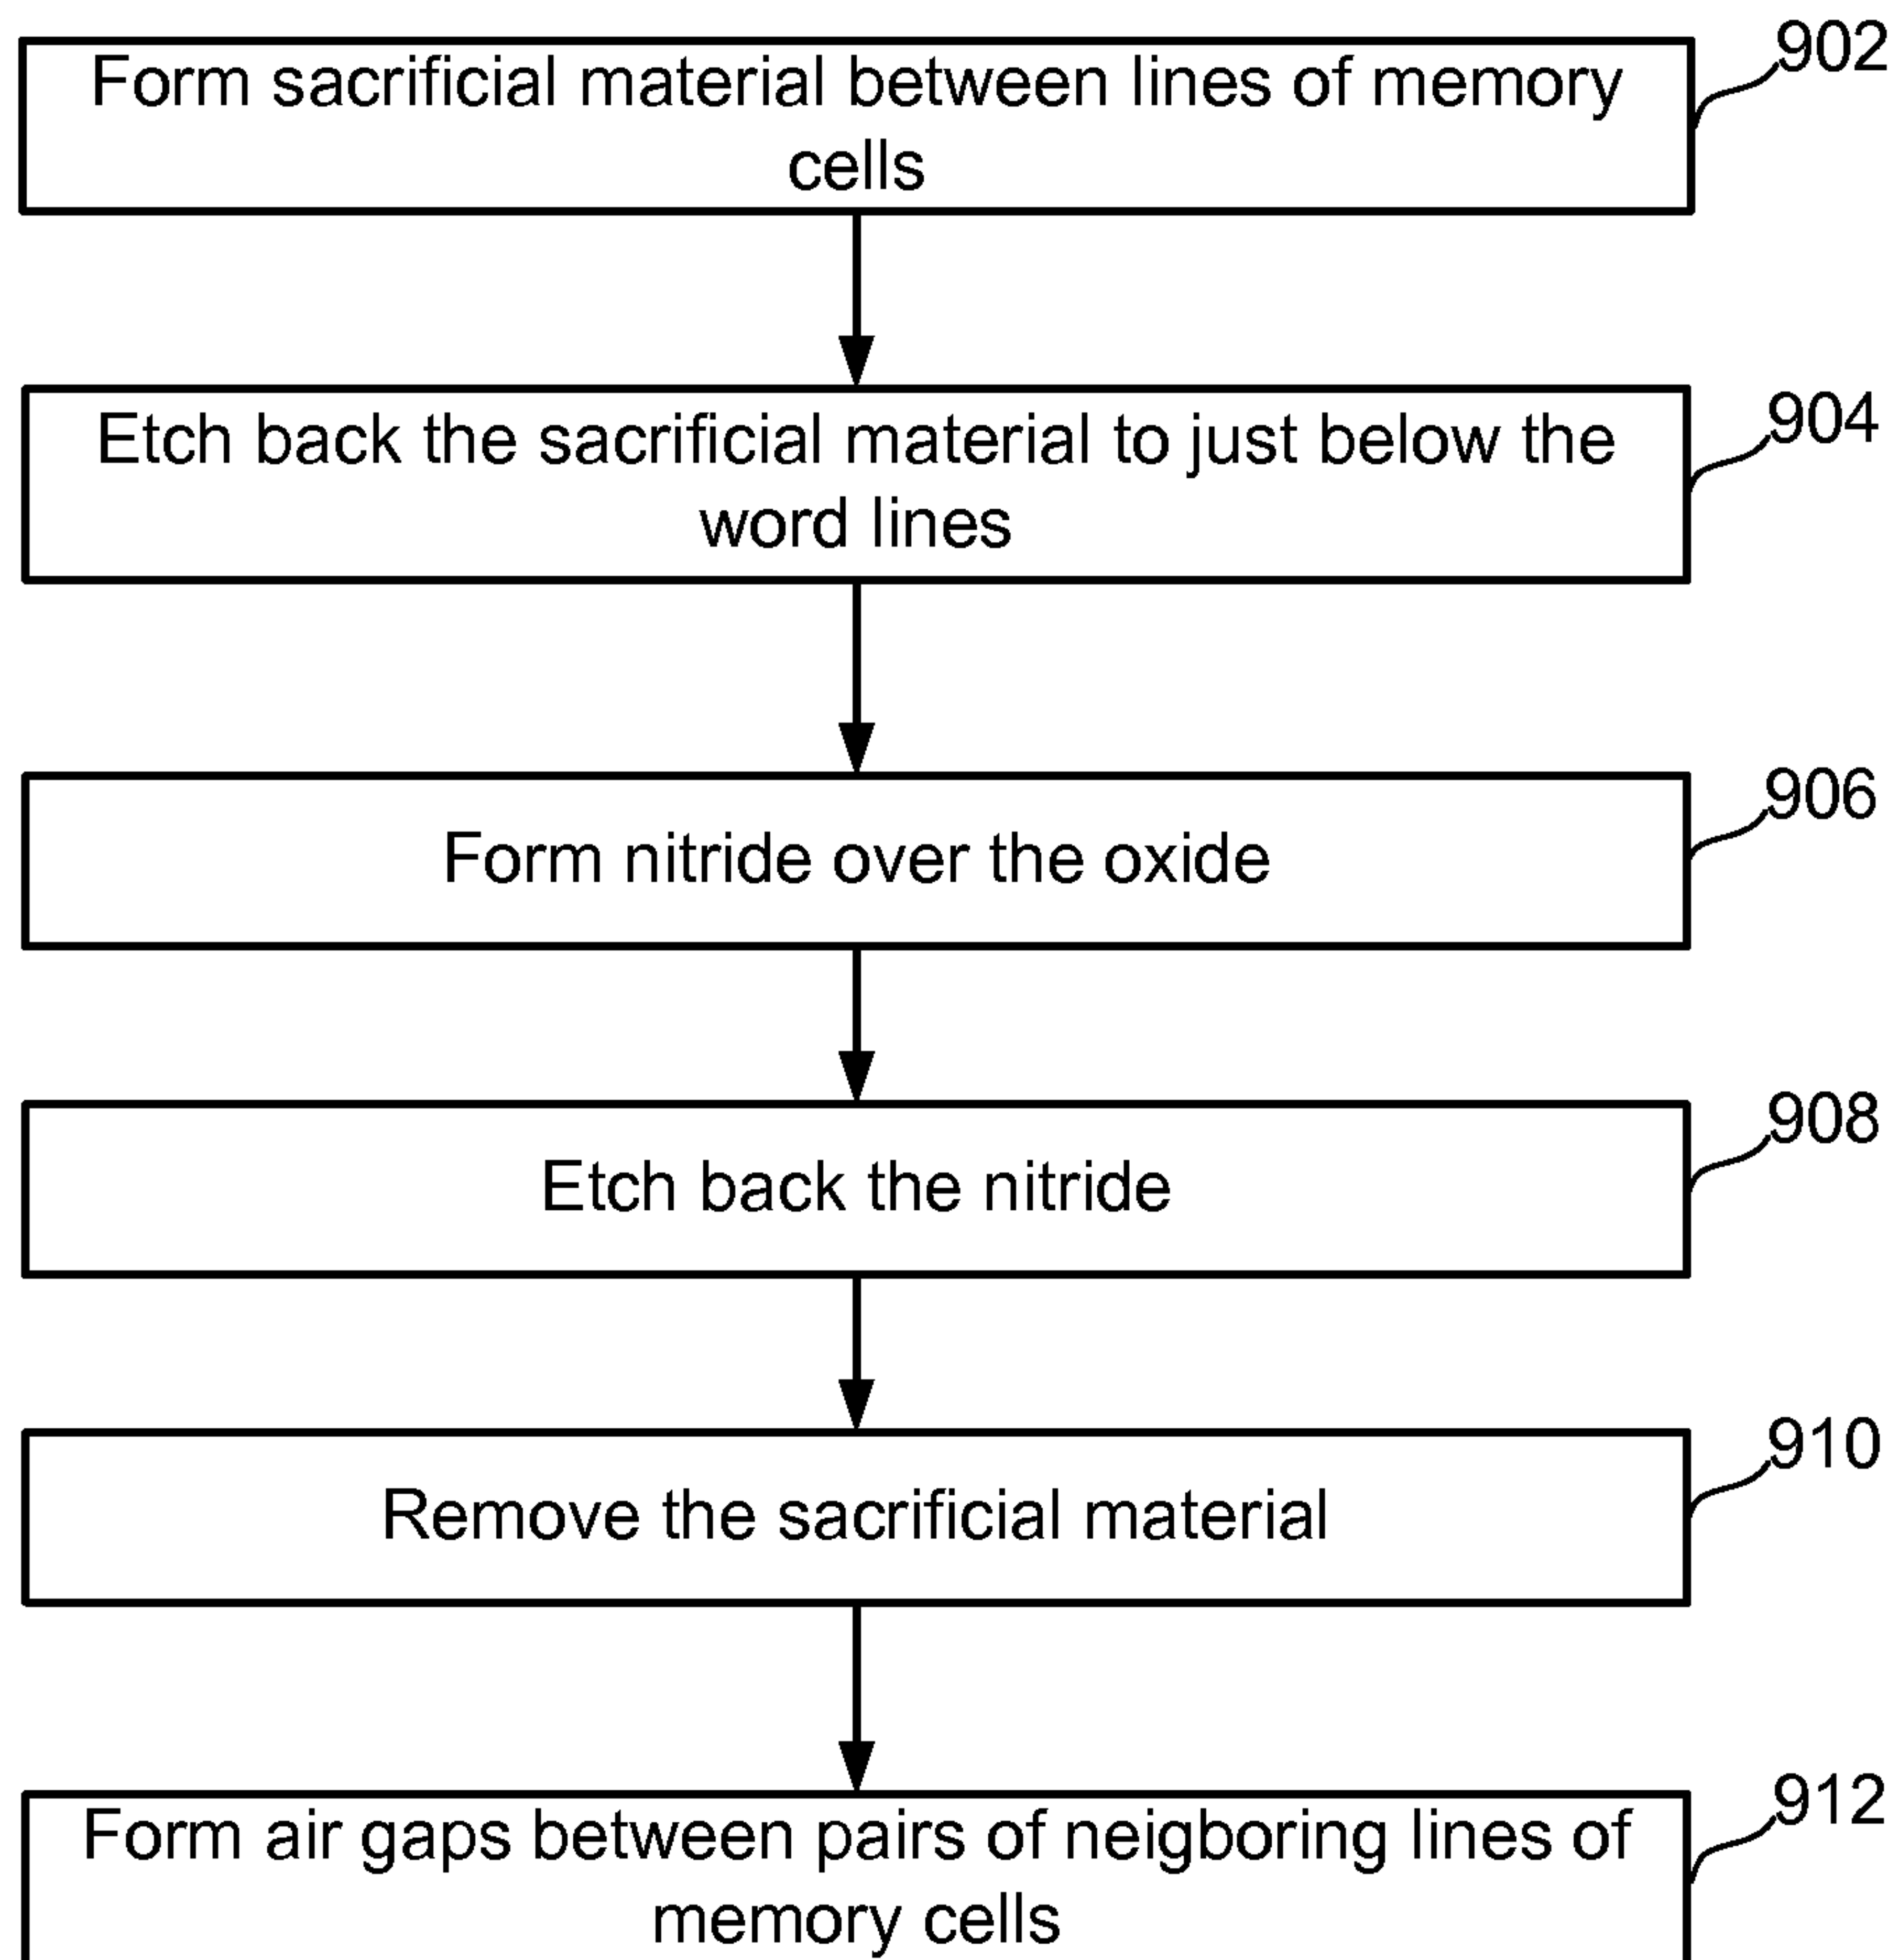 902
Form sacrificial material between lines of memory
cells
904
Etch back the sacrificial material to just below the
word lines
906
Form nitride over the oxide
908
Etch back the nitride
910
Remove the sacrificial material
912
Form air gaps between pairs of neigboring lines of
memory cells